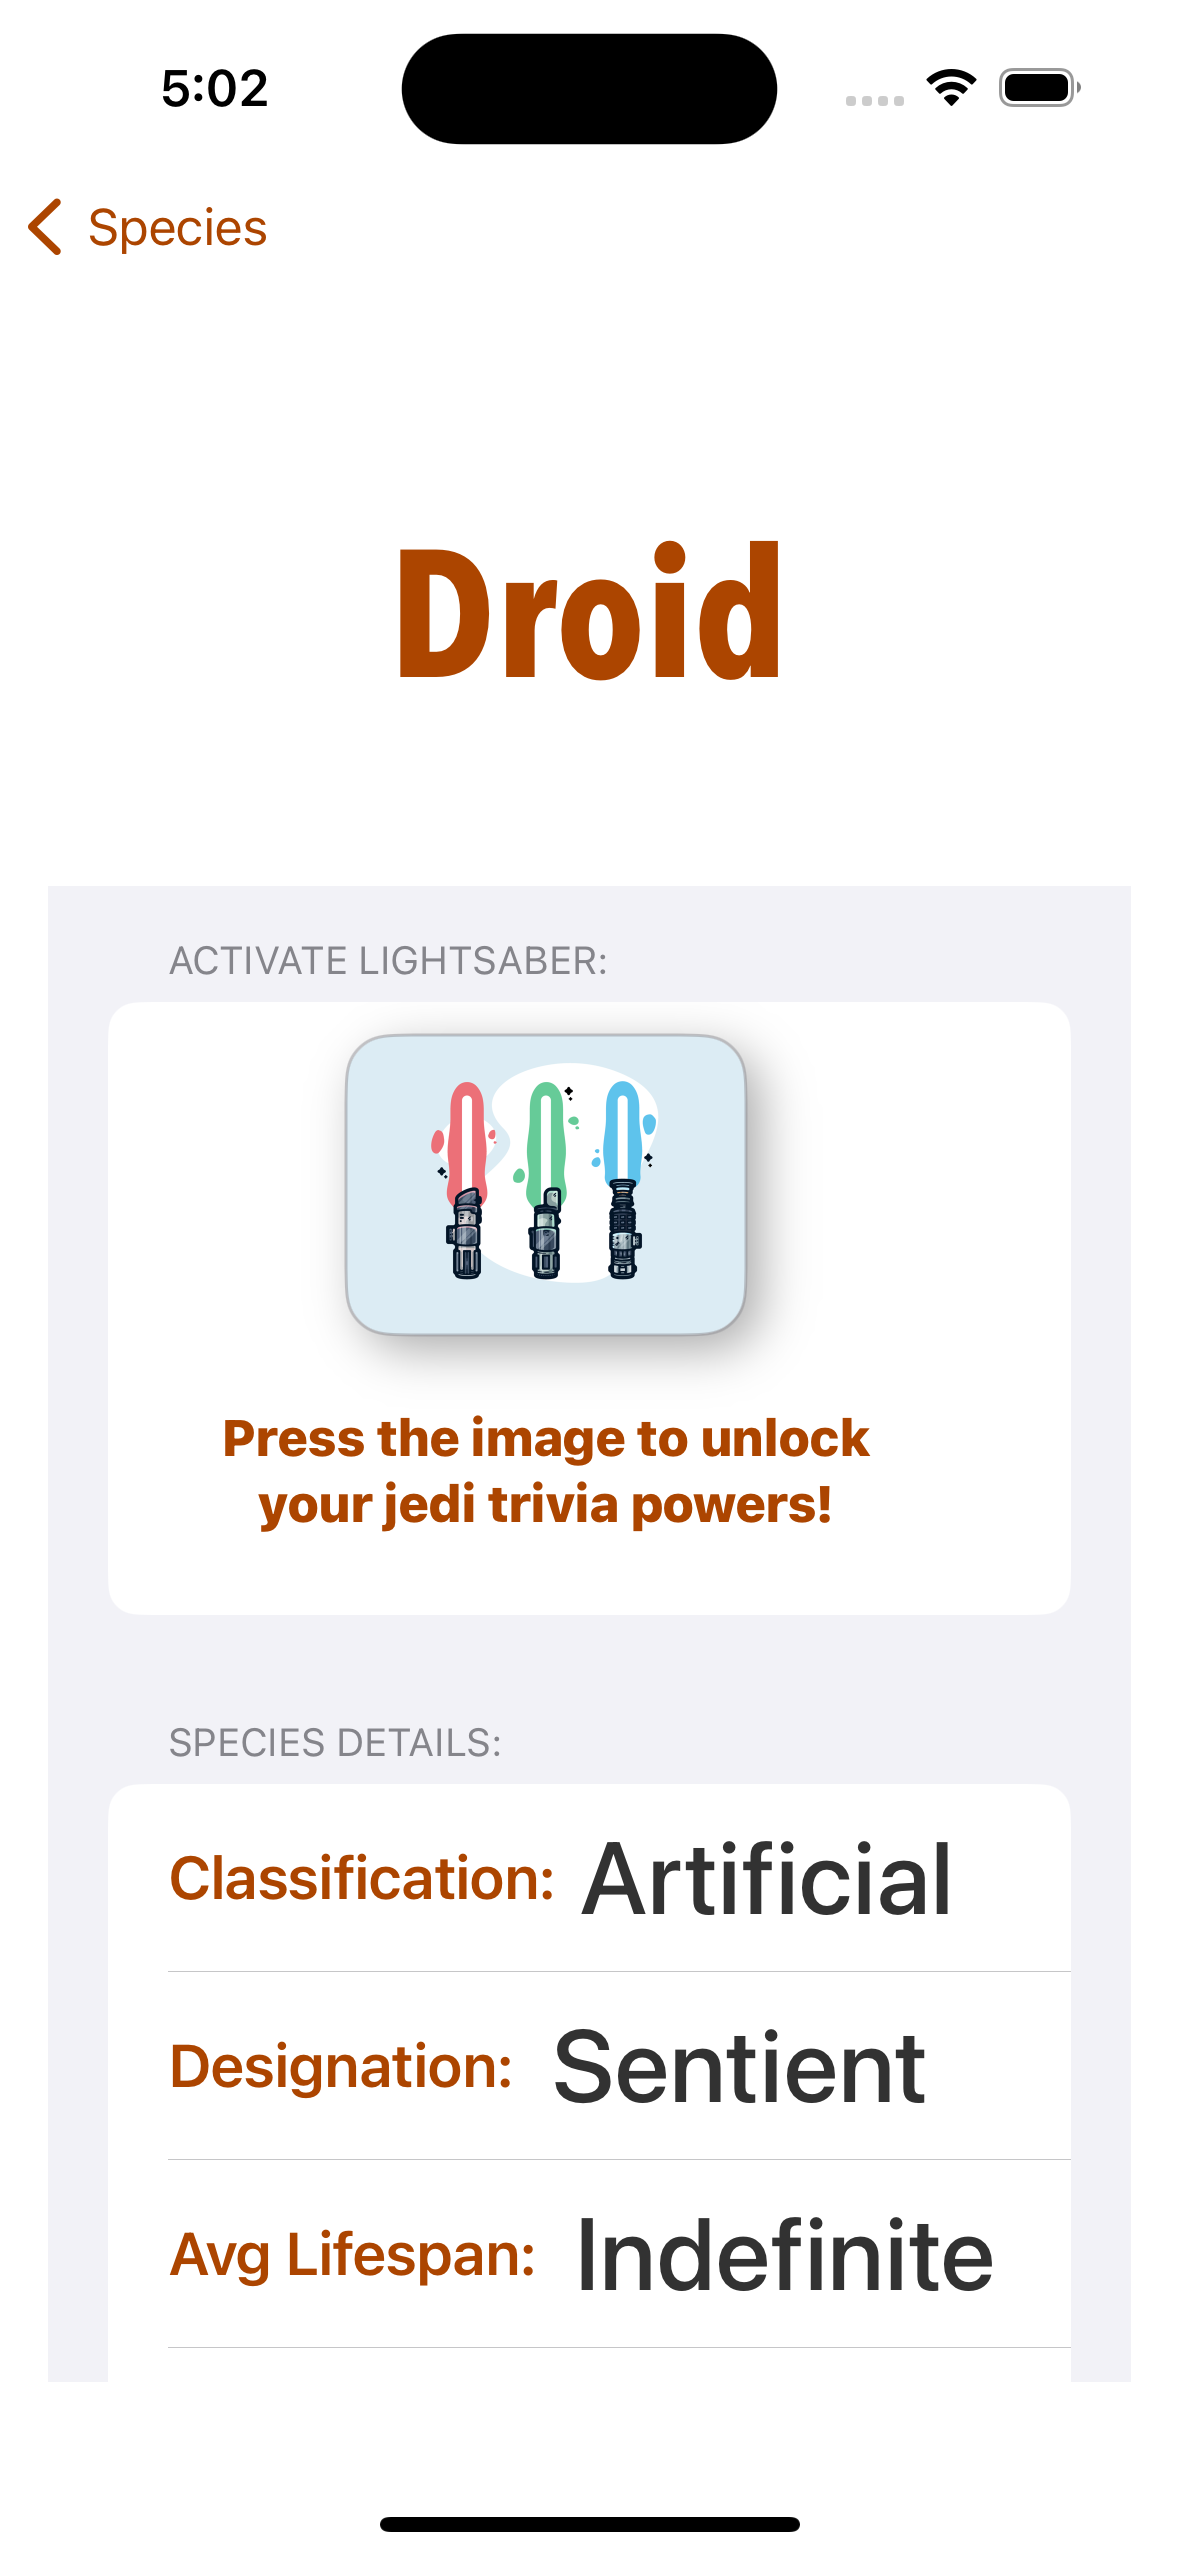 5:02
Species
Droid
ACTIVATE LIGHTSABER:
Press the image to unlock
your jedi trivia powers!
SPECIES DETAILS:
Classification: Artificial
Designation: Sentient
Avg Lifespan: Indefinite